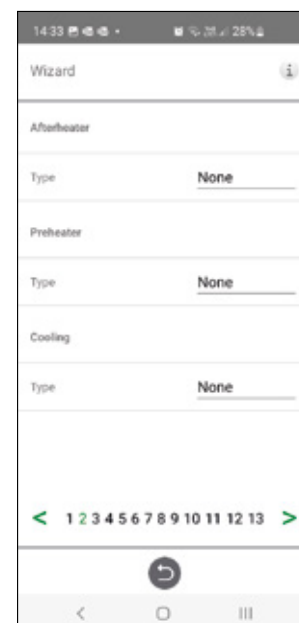 14:33 28%
Wizard i
Afterheater
Type None
Preheater
Type None
Cooling
Type None
< 1 2 3 4 5 6 7 8 9 10 11 12 13 >